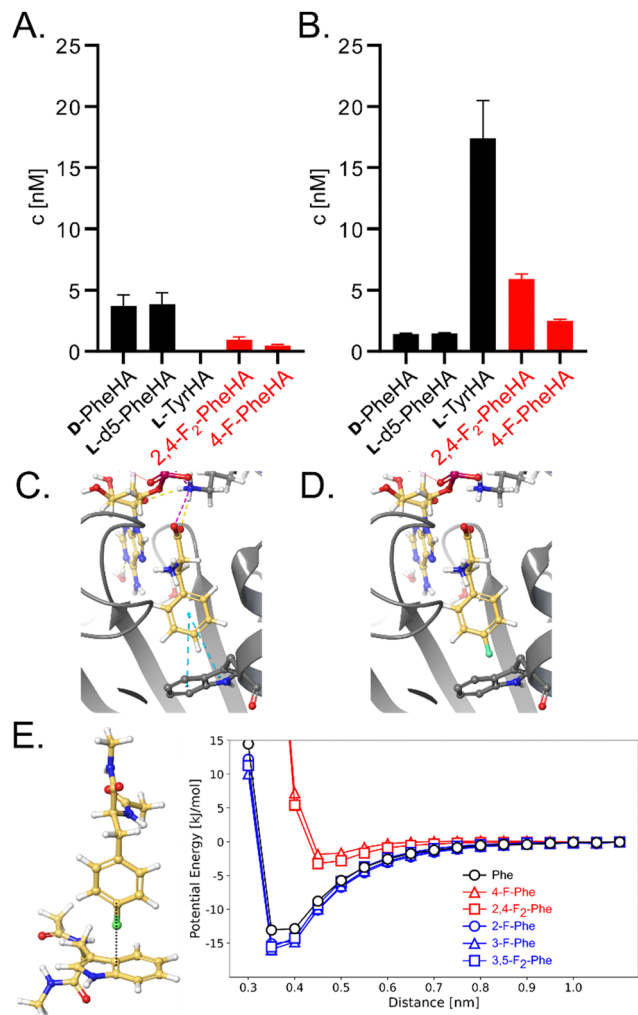 A.
25
20
15
10
5
0
c [nM]
D-PheHA
L-d5-PheHA
L-TyrHA
2,4-F₂-PheHA
4-F-PheHA
B.
25
20
15
10
5
0
c [nM]
D-PheHA
L-d5-PheHA
L-TyrHA
2,4-F₂-PheHA
4-F-PheHA
C.
D.
E.
15
10
5
0
-5
-10
-15
Potential Energy [kJ/mol]
Phe
4-F-Phe
2,4-F₂-Phe
2-F-Phe
3-F-Phe
3,5-F₂-Phe
0.3 0.4 0.5 0.6 0.7 0.8 0.9 1.0
Distance [nm]